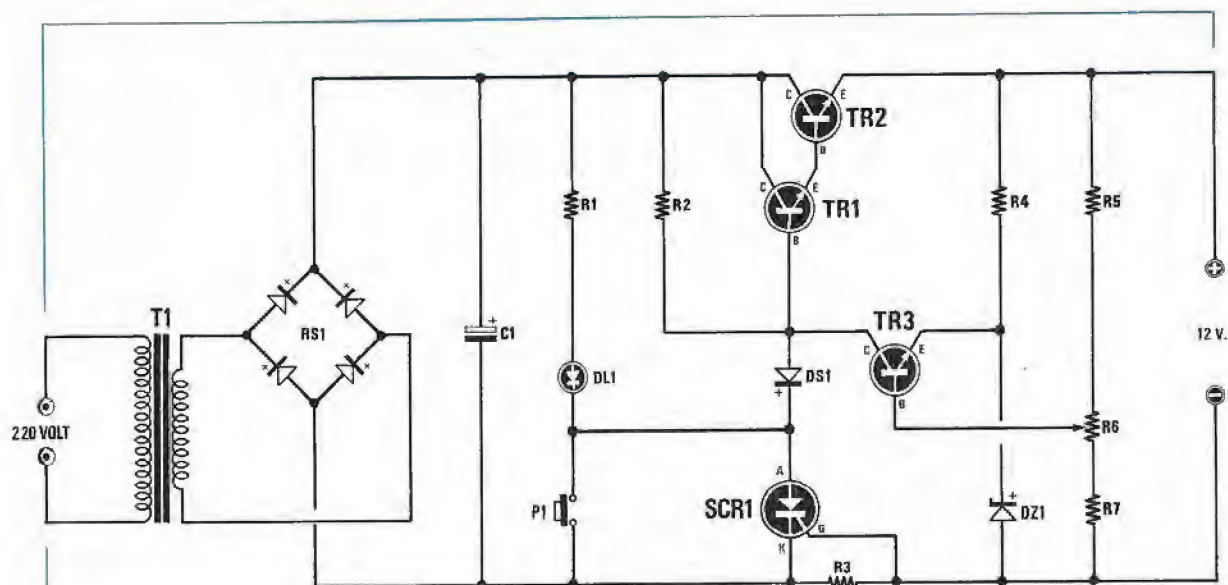 C
E
TR2
B
R1
R2
C
E
TR1
R4
R5
B
T1
RS1
+
C1
TR3
C
E
+
12 V.
DL1
DS1
+
B
−
220 VOLT
R6
A
P1
SCR1
G
+
DZ1
R7
K
R3